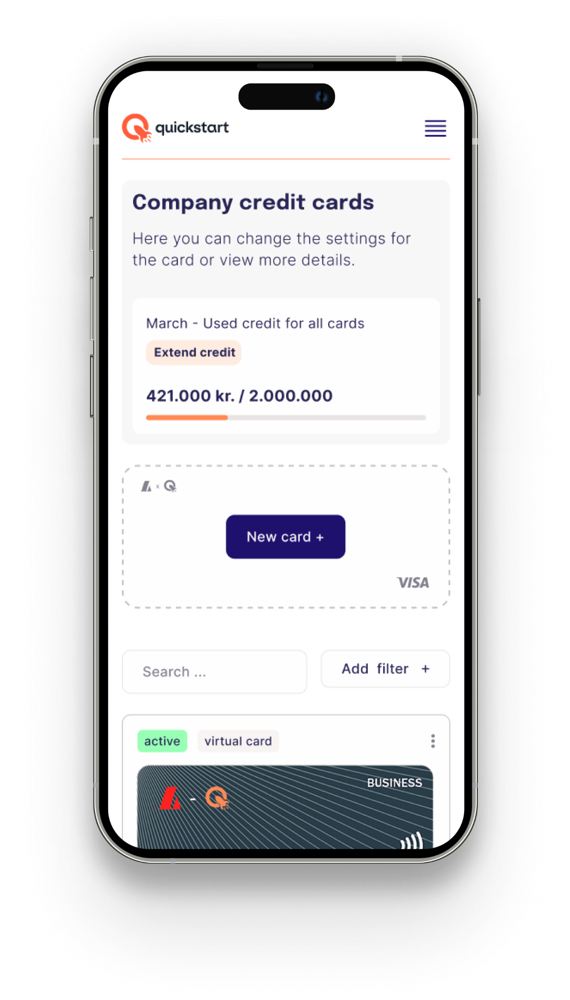 quickstart
Company credit cards
Here you can change the settings for
the card or view more details.
March - Used credit for all cards
Extend credit
421.000 kr. / 2.000.000
x
New card +
VISA
Search ...
Add filter +
active
virtual card
BUSINESS
-